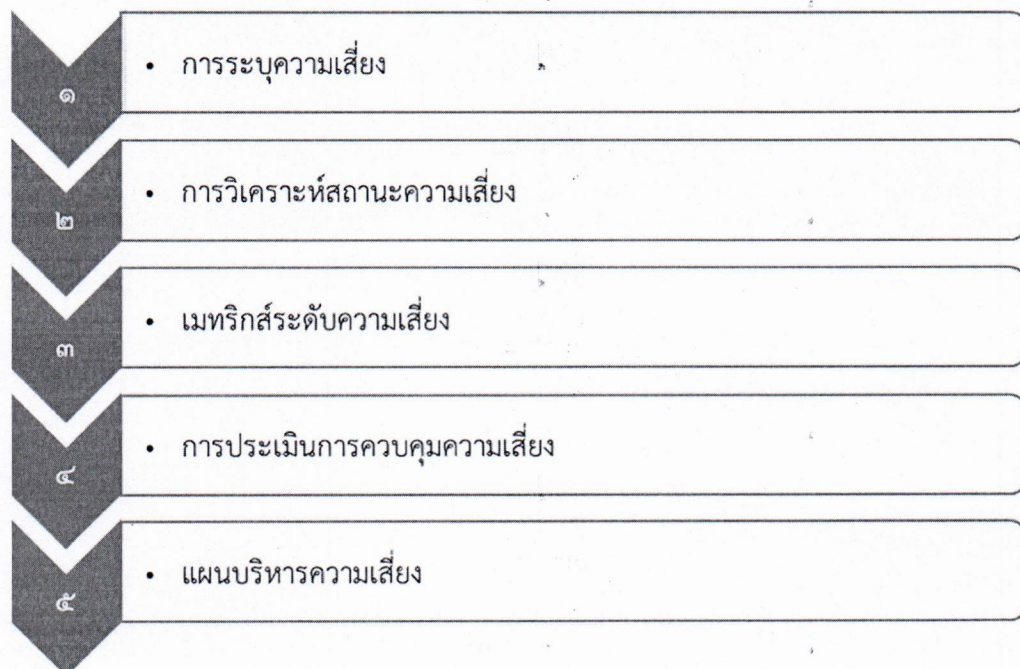 ๑
• การระบุความเสี่ยง
๒
• การวิเคราะห์สถานะความเสี่ยง
๓
• เมทริกส์ระดับความเสี่ยง
๔
• การประเมินการควบคุมความเสี่ยง
๕
• แผนบริหารความเสี่ยง